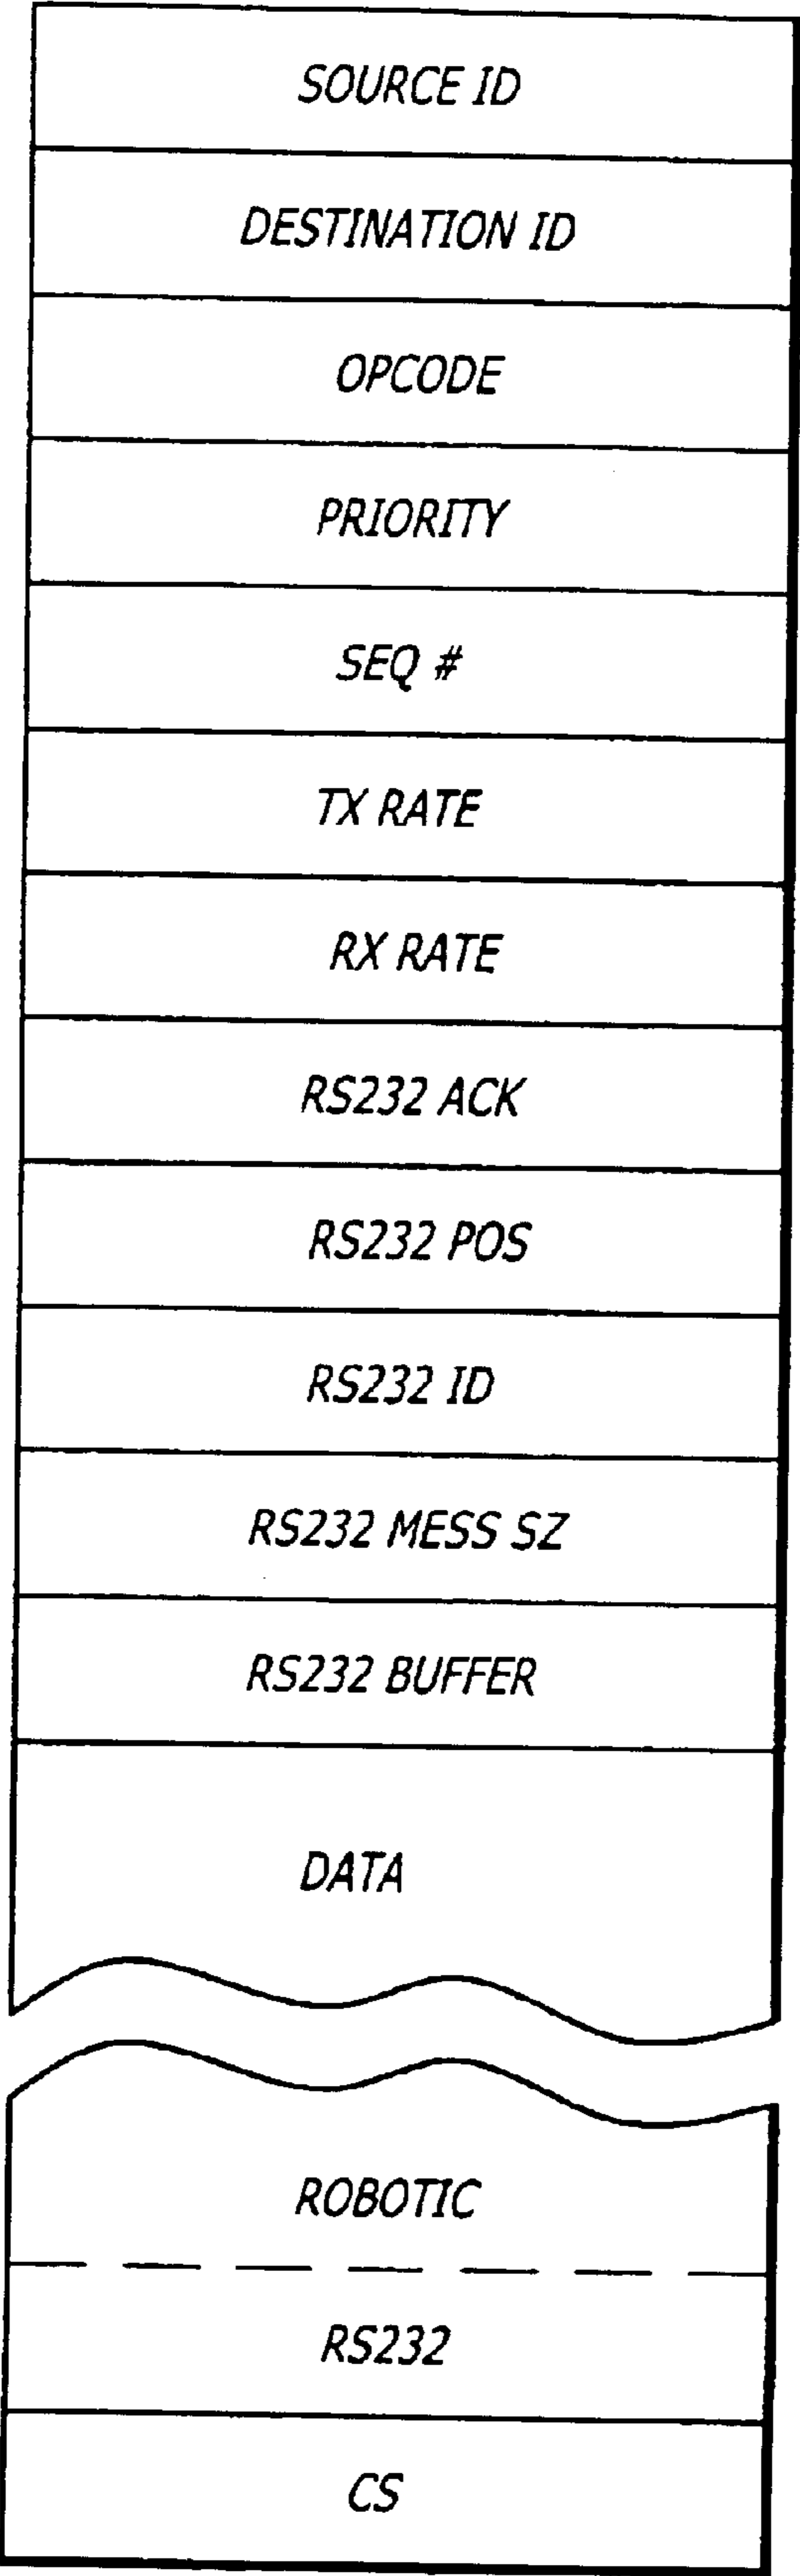 SOURCE ID
DESTINATION ID
OPCODE
PRIORITY
SEQ #
TX RATE
RX RATE
RS232 ACK
RS232 POS
RS232 ID
RS232 MESS SZ
RS232 BUFFER
DATA
ROBOTIC
RS232
CS